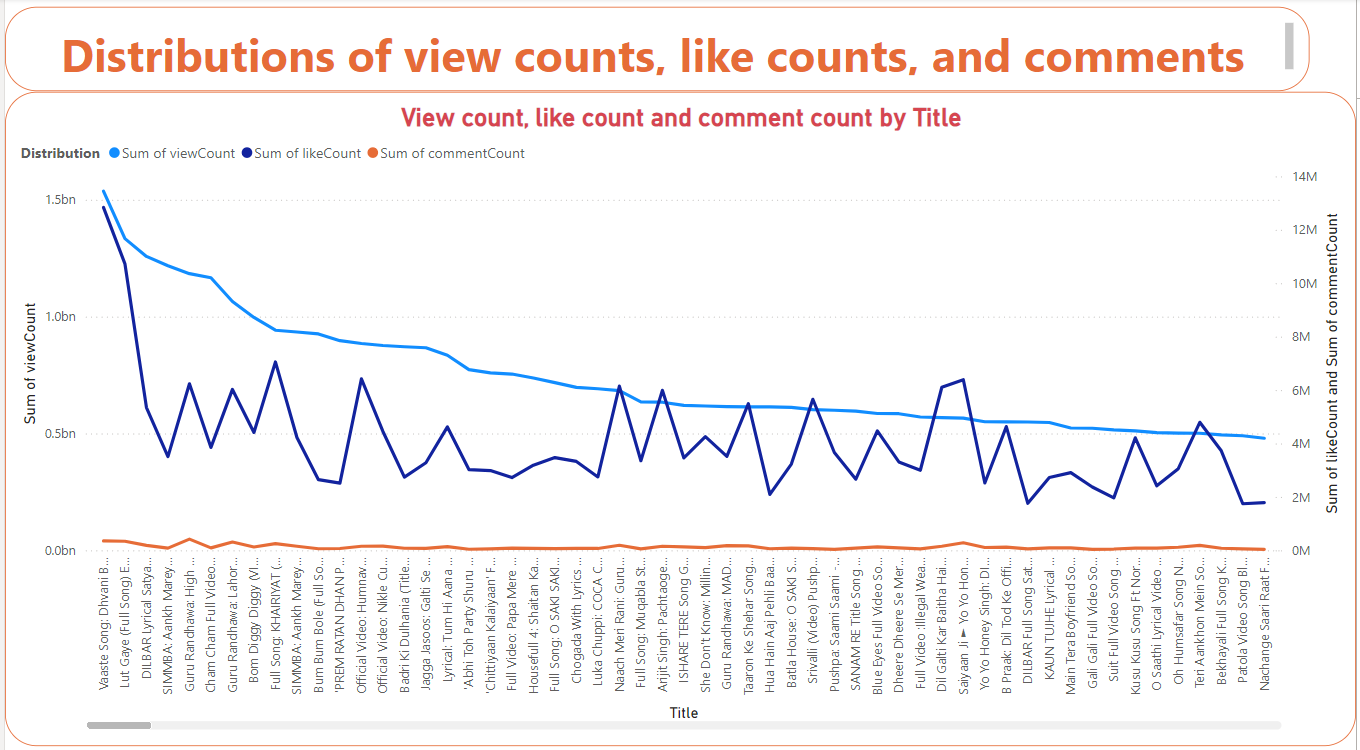 Distributions of view counts, like counts, and comments
View count, like count and comment count by Title
Distribution Sum of viewCount Sum of likeCount Sum of commentCount
1.5bn
1.0bn
0.5bn
0.0bn
Sum of viewCount
14M
12M
10M
8M
6M
4M
2M
0M
Sum of likeCount and Sum of commentCount
Vaaste Song: Dhvani B...
Lut Gaye (Full Song) E...
DILBAR Lyrical Satya...
SIMMBA: Aankh Marey...
Guru Randhawa: High ...
Cham Cham Full Video...
Guru Randhawa: Lahor...
Bom Diggy Diggy (VI...
Full Song: KHAIRIYAT (...
SIMMBA: Aankh Marey...
Bum Bum Bole (Full So...
'PREM RATAN DHAN P...
Official Video: Humnav...
Official Video: Nikle Cu...
Badri Ki Dulhania (Title...
Jagga Jasoos: Galti Se ...
Lyrical: Tum Hi Aana ...
'Abhi Toh Party Shuru ...
'Chittiyaan Kalaiyaan' F...
Full Video: Papa Mere ...
Housefull 4: Shaitan Ka...
Full Song: O SAKI SAKI...
Chogada With Lyrics ...
Luka Chuppi: COCA C...
Naach Meri Rani: Guru...
Full Song: Muqabla St...
Arijit Singh: Pachtaoge...
ISHARE TERE Song G...
She Don't Know: Millin...
Guru Randhawa: MAD...
Taaron Ke Shehar Song...
Hua Hain Aaj Pehli Baa...
Batla House: O SAKI S...
Srivalli (Video) Pushp...
Pushpa: Saami Saami -...
SANAM RE Title Song ...
Blue Eyes Full Video So...
Dheere Dheere Se Mer...
Full Video :Illegal Wea...
Dil Galti Kar Baitha Hai...
Saiyaan Ji ► Yo Yo Hon...
Yo Yo Honey Singh: DI...
B Praak: Dil Tod Ke Offi...
DILBAR Full Song Sat...
KAUN TUJHE Lyrical ...
Main Tera Boyfriend So...
Gali Gali Full Video So...
Suit Full Video Song ...
Kusu Kusu Song Ft Nor...
O Saathi Lyrical Video ...
Oh Humsafar Song N...
Teri Aankhon Mein So...
Bekhayali Full Song K...
Patola Video Song Bl...
Nachange Saari Raat F...
Title